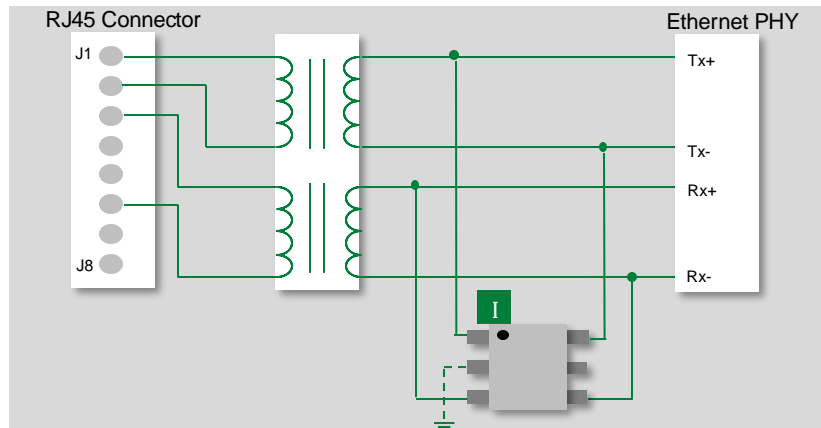 RJ45 Connector
Ethernet PHY
J1
Tx+
Tx-
Rx+
J8
Rx-
I